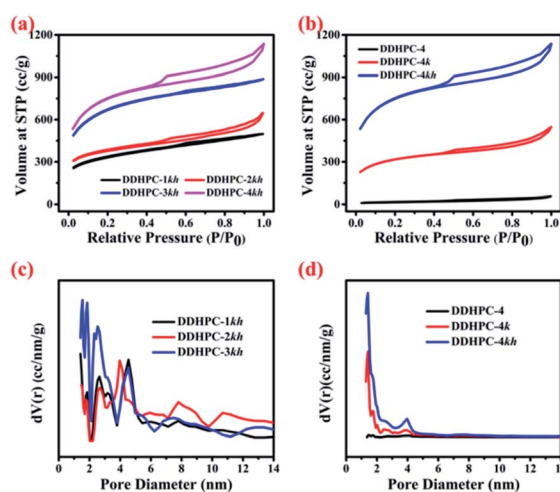 (a)
1200
900
600
300
0
Volume at STP (cc/g)
DDHPC-1kh DDHPC-2kh
DDHPC-3kh DDHPC-4kh
0.0 0.2 0.4 0.6 0.8 1.0
Relative Pressure (P/P0)
(b)
1200
900
600
300
0
Volume at STP (cc/g)
DDHPC-4
DDHPC-4k
DDHPC-4kh
0.0 0.2 0.4 0.6 0.8 1.0
Relative Pressure (P/P0)
(c)
dV(r) (cc/nm/g)
DDHPC-1kh
DDHPC-2kh
DDHPC-3kh
0 2 4 6 8 10 12 14
Pore Diameter (nm)
(d)
dV(r)(cc/nm/g)
DDHPC-4
DDHPC-4k
DDHPC-4kh
0 2 4 6 8 10 12 14
Pore Diameter (nm)